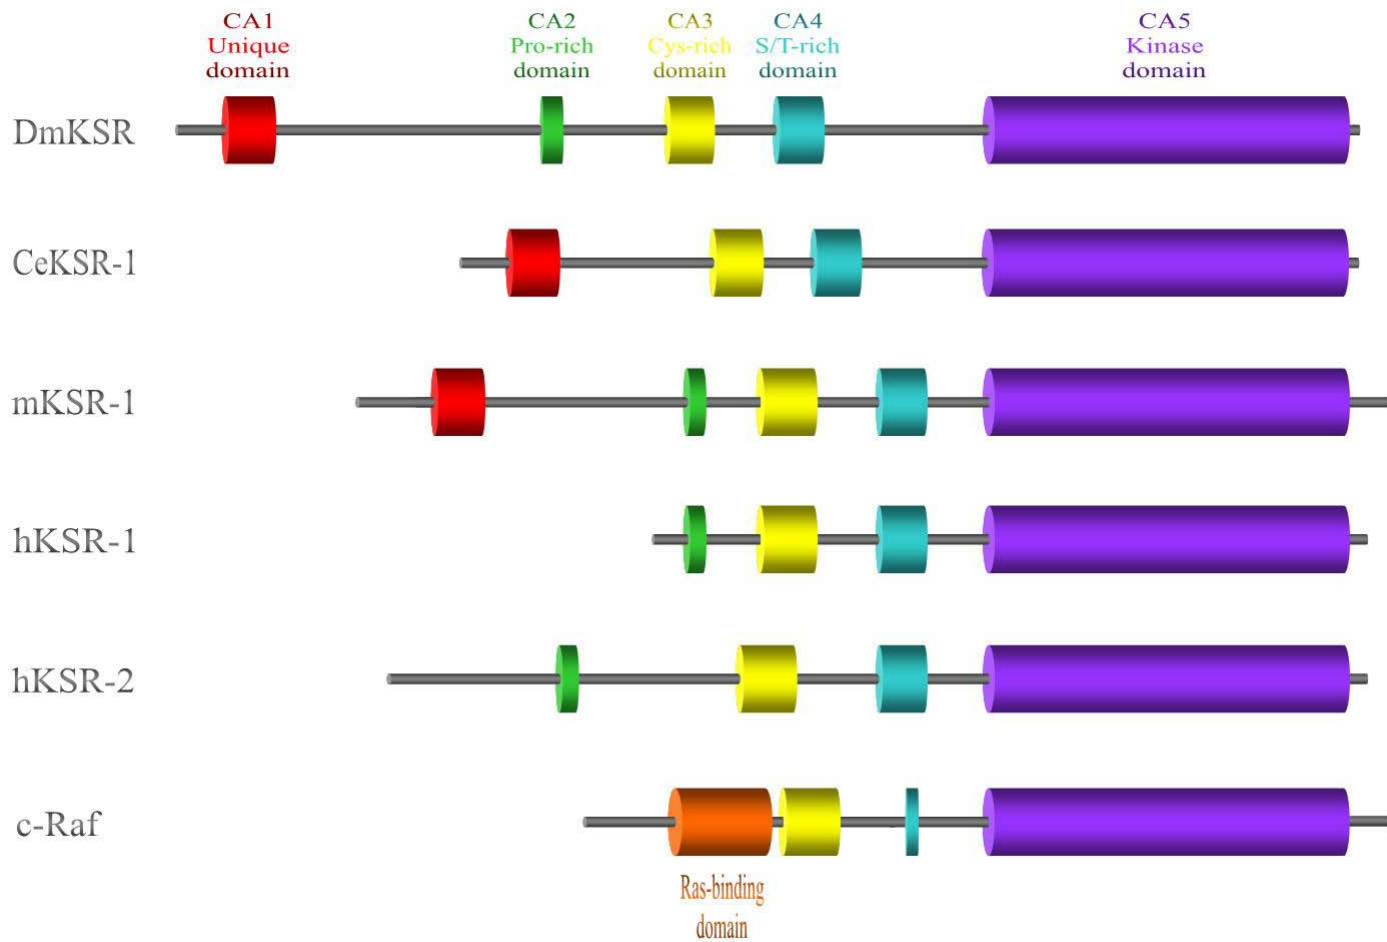 CA1
Unique
domain
CA2
Pro-rich
domain
CA3
Cys-rich
domain
CA4
S/T-rich
domain
CA5
Kinase
domain
DmKSR
CeKSR-1
mKSR-1
hKSR-1
hKSR-2
c-Raf
Ras-binding
domain